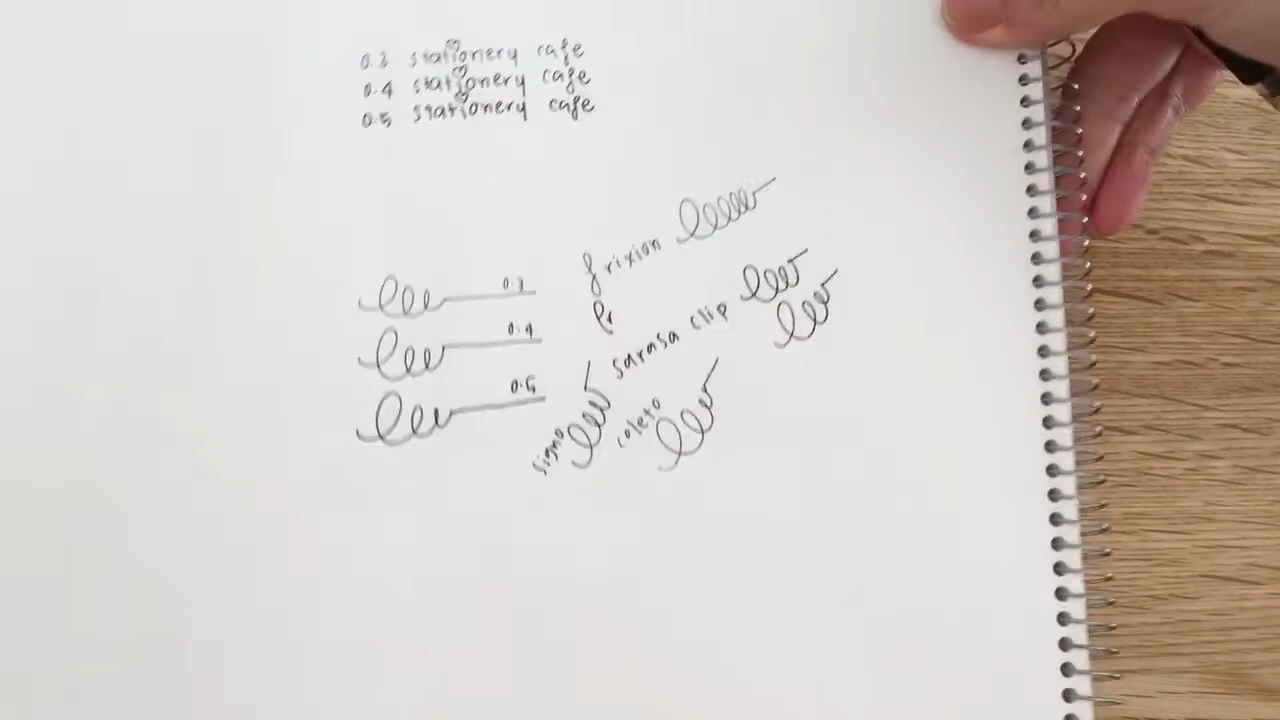 0.3 stationery cafe
0.4 stationery cafe
0.5 stationery cafe
frixion
0.3
Pr
0.4
sarasa clip
0.5
signo
coleto